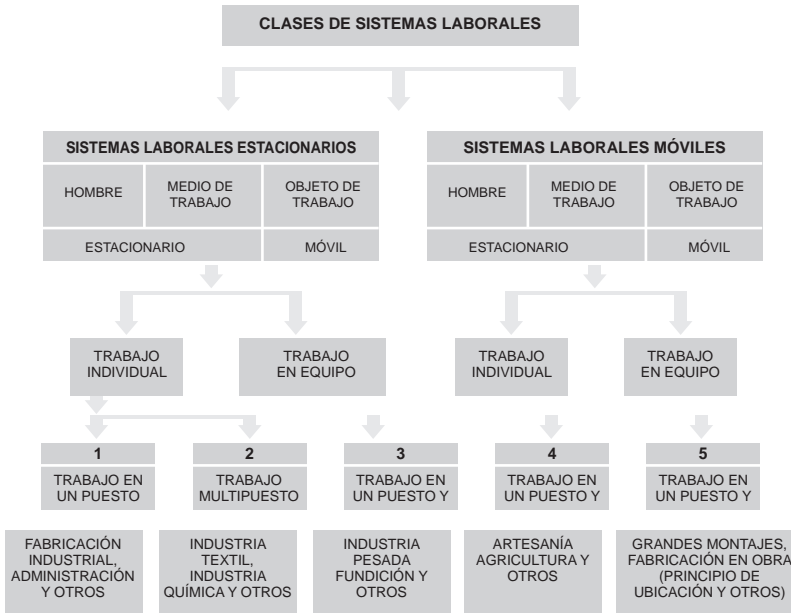 CLASES DE SISTEMAS LABORALES
SISTEMAS LABORALES ESTACIONARIOS
HOMBRE
MEDIO DE
TRABAJO
OBJETO DE
TRABAJO
ESTACIONARIO
MÓVIL
SISTEMAS LABORALES MÓVILES
HOMBRE
MEDIO DE
TRABAJO
OBJETO DE
TRABAJO
ESTACIONARIO
MÓVIL
TRABAJO
INDIVIDUAL
TRABAJO
EN EQUIPO
TRABAJO
INDIVIDUAL
TRABAJO
EN EQUIPO
1
TRABAJO EN
UN PUESTO
2
TRABAJO
MULTIPUESTO
3
TRABAJO EN
UN PUESTO Y
4
TRABAJO EN
UN PUESTO Y
5
TRABAJO EN
UN PUESTO Y
FABRICACIÓN
INDUSTRIAL,
ADMINISTRACIÓN
Y OTROS
INDUSTRIA
TEXTIL,
INDUSTRIA
QUÍMICA Y OTROS
INDUSTRIA
PESADA
FUNDICIÓN Y
OTROS
ARTESANÍA
AGRICULTURA Y
OTROS
GRANDES MONTAJES,
FABRICACIÓN EN OBRA
(PRINCIPIO DE
UBICACIÓN Y OTROS)